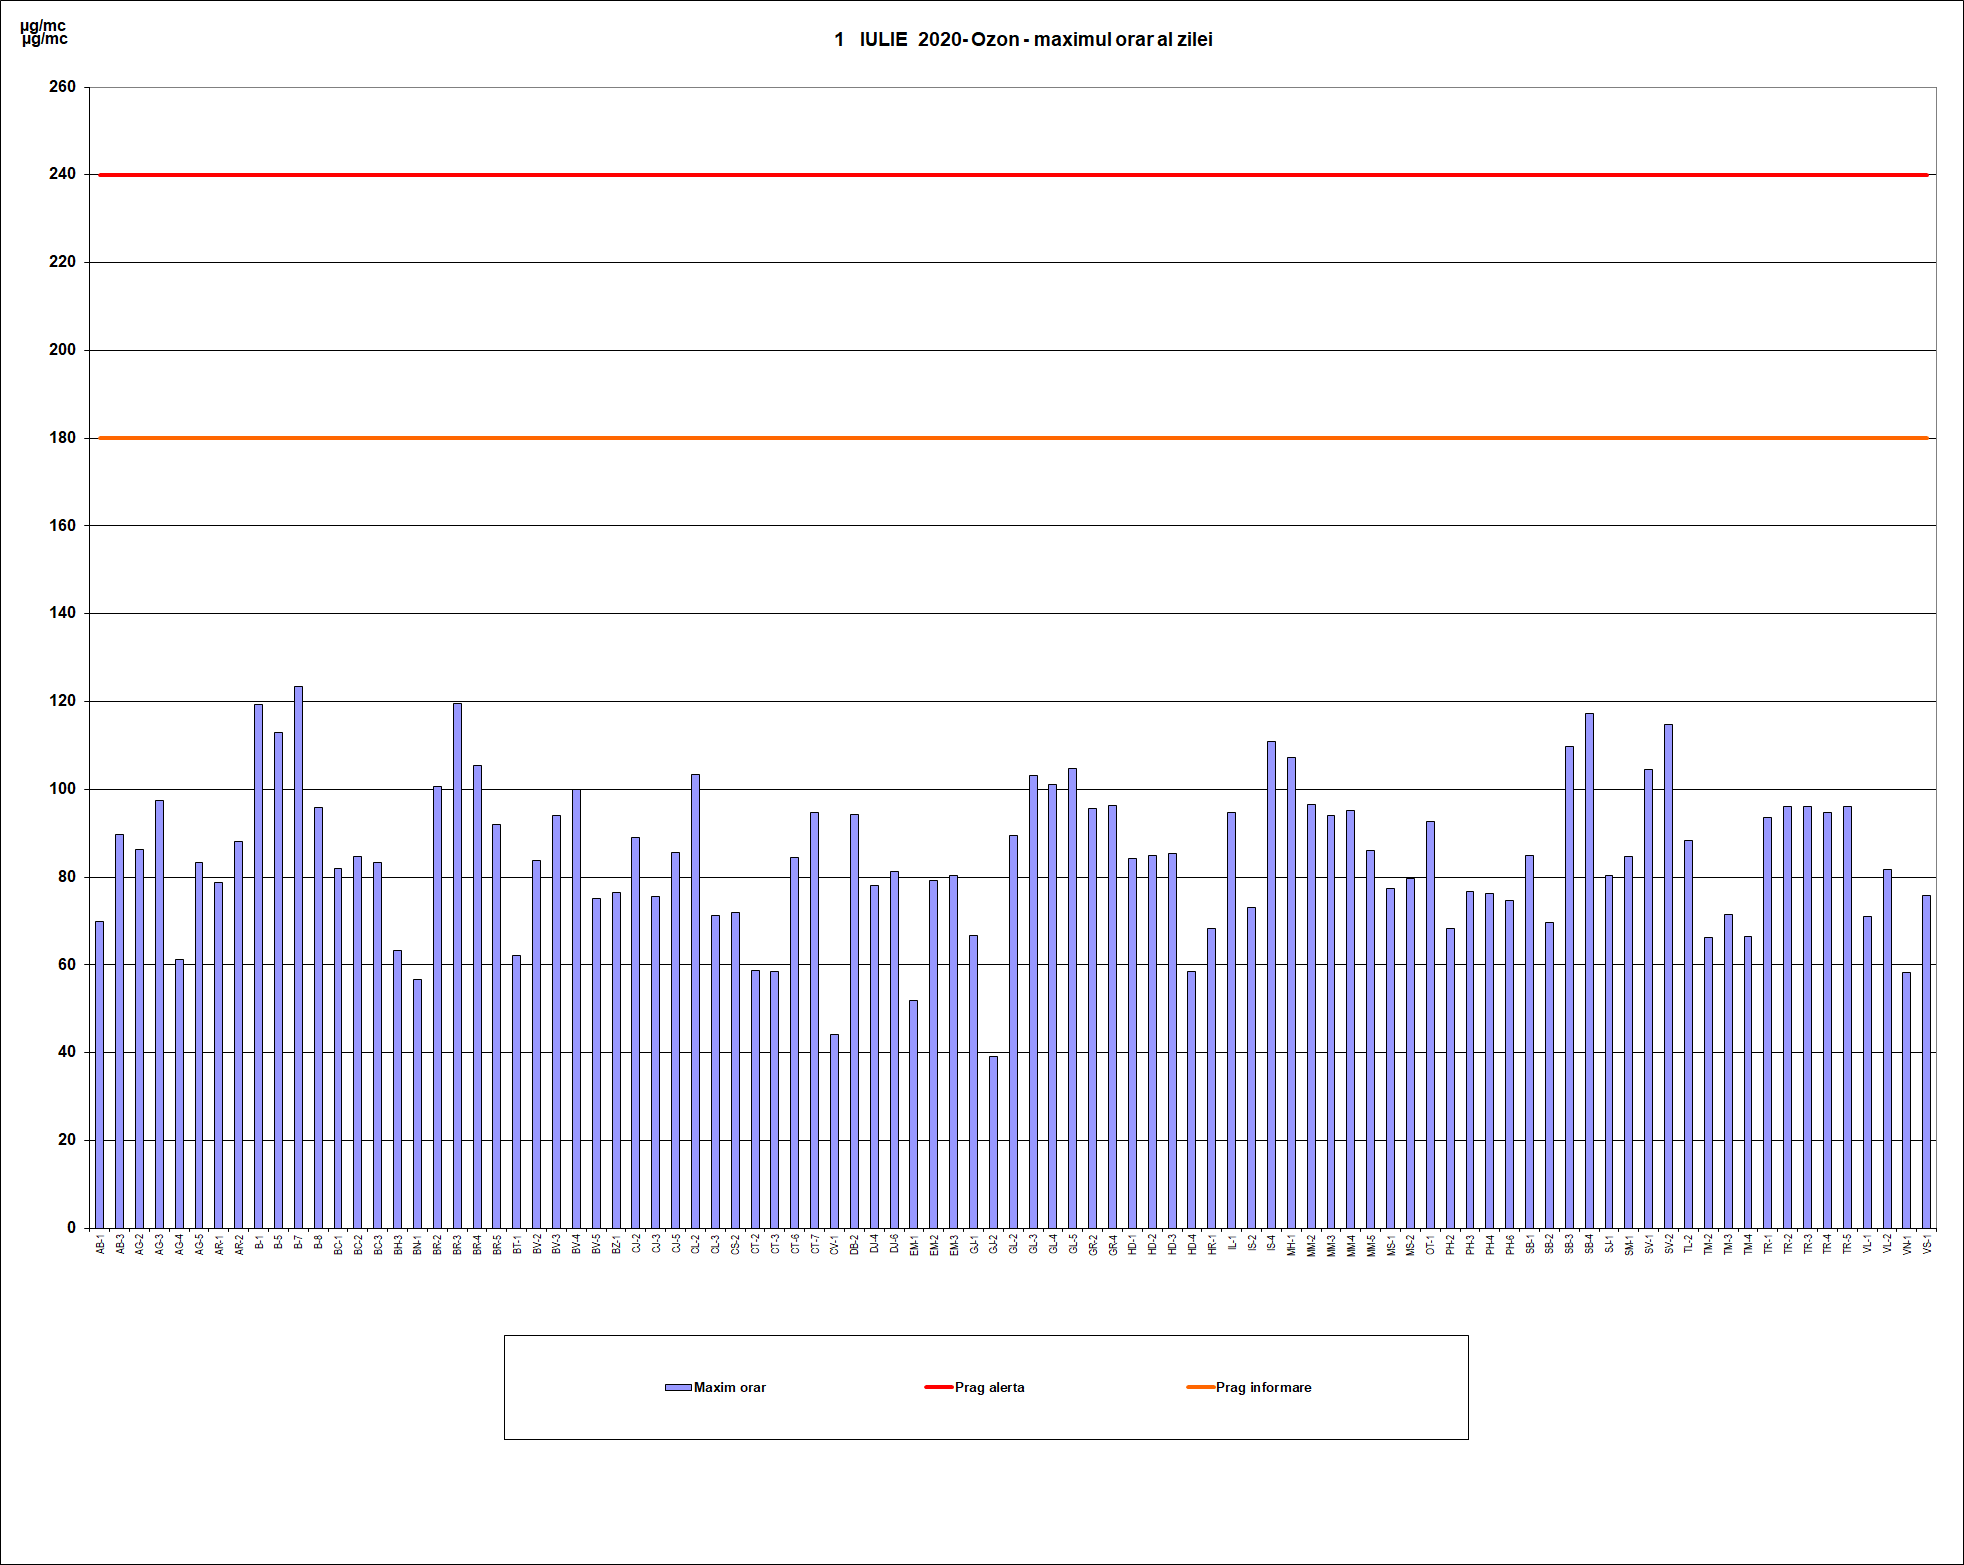 µg/mc
µg/mc
1 IULIE 2020- Ozon - maximul orar al zilei
260
240
220
200
180
160
140
120
100
80
60
40
20
0
AB-1 AB-3 AG-2 AG-3 AG-4 AG-5 AR-1 AR-2 B-1 B-5 B-7 B-8 BC-1 BC-2 BC-3 BH-3 BN-1 BR-2 BR-3 BR-4 BR-5 BT-1 BV-2 BV-3 BV-4 BV-5 BZ-1 CJ-2 CJ-3 CJ-5 CL-2 CL-3 CS-2 CT-2 CT-3 CT-6 CT-7 CV-1 DB-2 DJ-4 DJ-6 EM-1 EM-2 EM-3 GJ-1 GJ-2 GL-2 GL-3 GL-4 GL-5 GR-2 GR-4 HD-1 HD-2 HD-3 HD-4 HR-1 IL-1 IS-2 IS-4 MH-1 MM-2 MM-3 MM-4 MM-5 MS-1 MS-2 OT-1 PH-2 PH-3 PH-4 PH-6 SB-1 SB-2 SB-3 SB-4 SJ-1 SM-1 SV-1 SV-2 TL-2 TM-2 TM-3 TM-4 TR-1 TR-2 TR-3 TR-4 TR-5 VL-1 VL-2 VN-1 VS-1
Maxim orar Prag alerta Prag informare